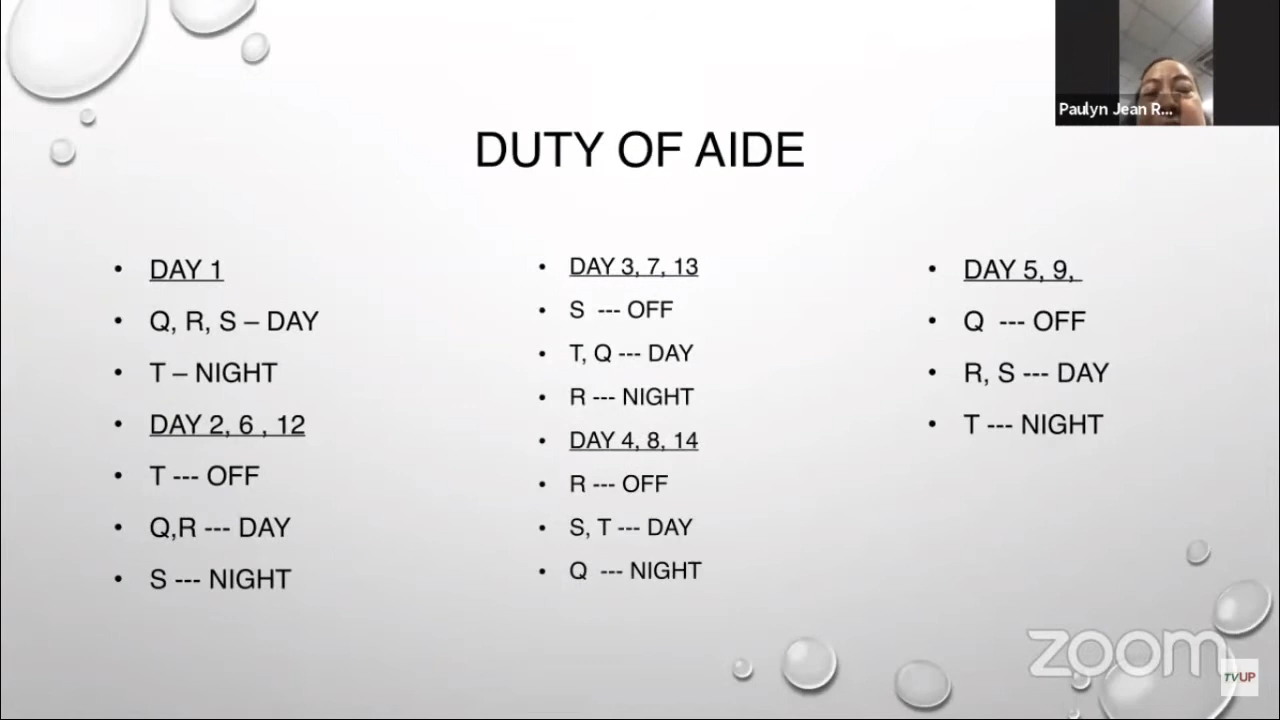 Paulyn Jean R...
DUTY OF AIDE
DAY 1
Q, R, S – DAY
T – NIGHT
DAY 2, 6 , 12
T --- OFF
Q,R --- DAY
S --- NIGHT
DAY 3, 7, 13
S --- OFF
T, Q --- DAY
R --- NIGHT
DAY 4, 8, 14
R --- OFF
S, T --- DAY
Q --- NIGHT
DAY 5, 9,
Q --- OFF
R, S --- DAY
T --- NIGHT
zoom
TVUP